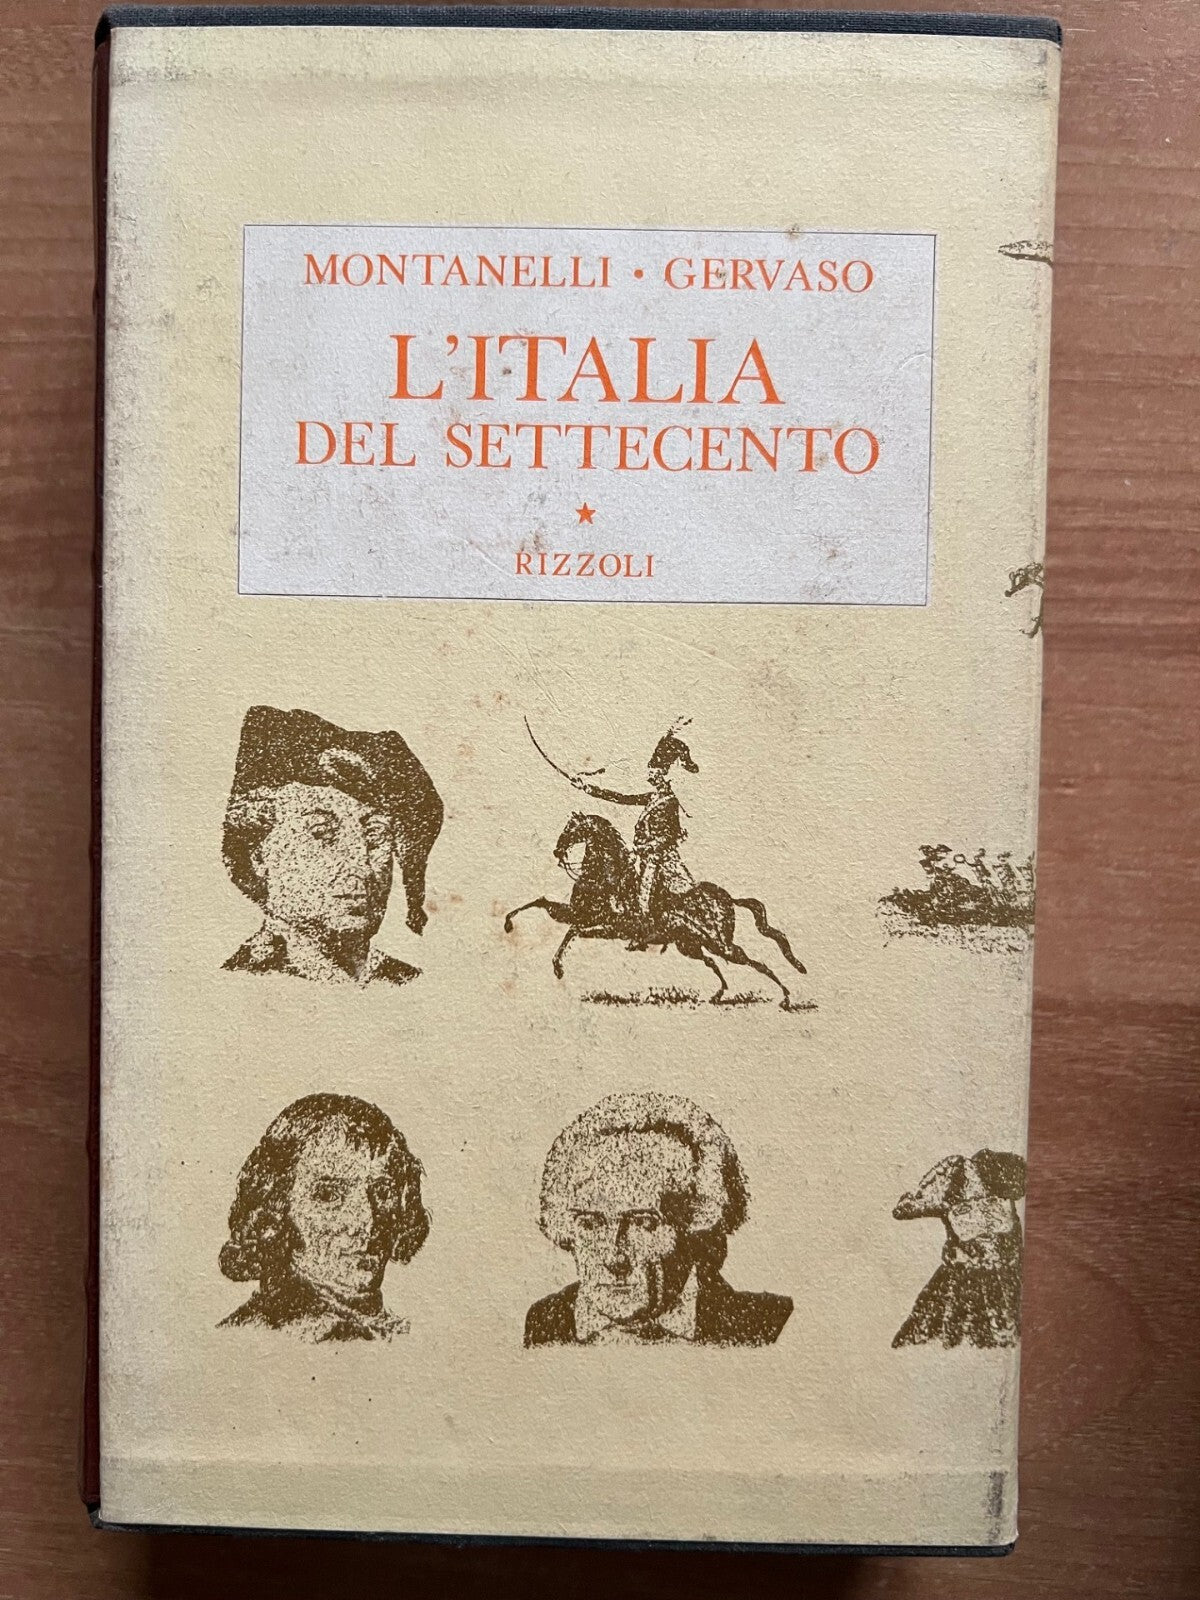 MONTANELLI • GERVASO
L'ITALIA
DEL SETTECENTO
★
RIZZOLI